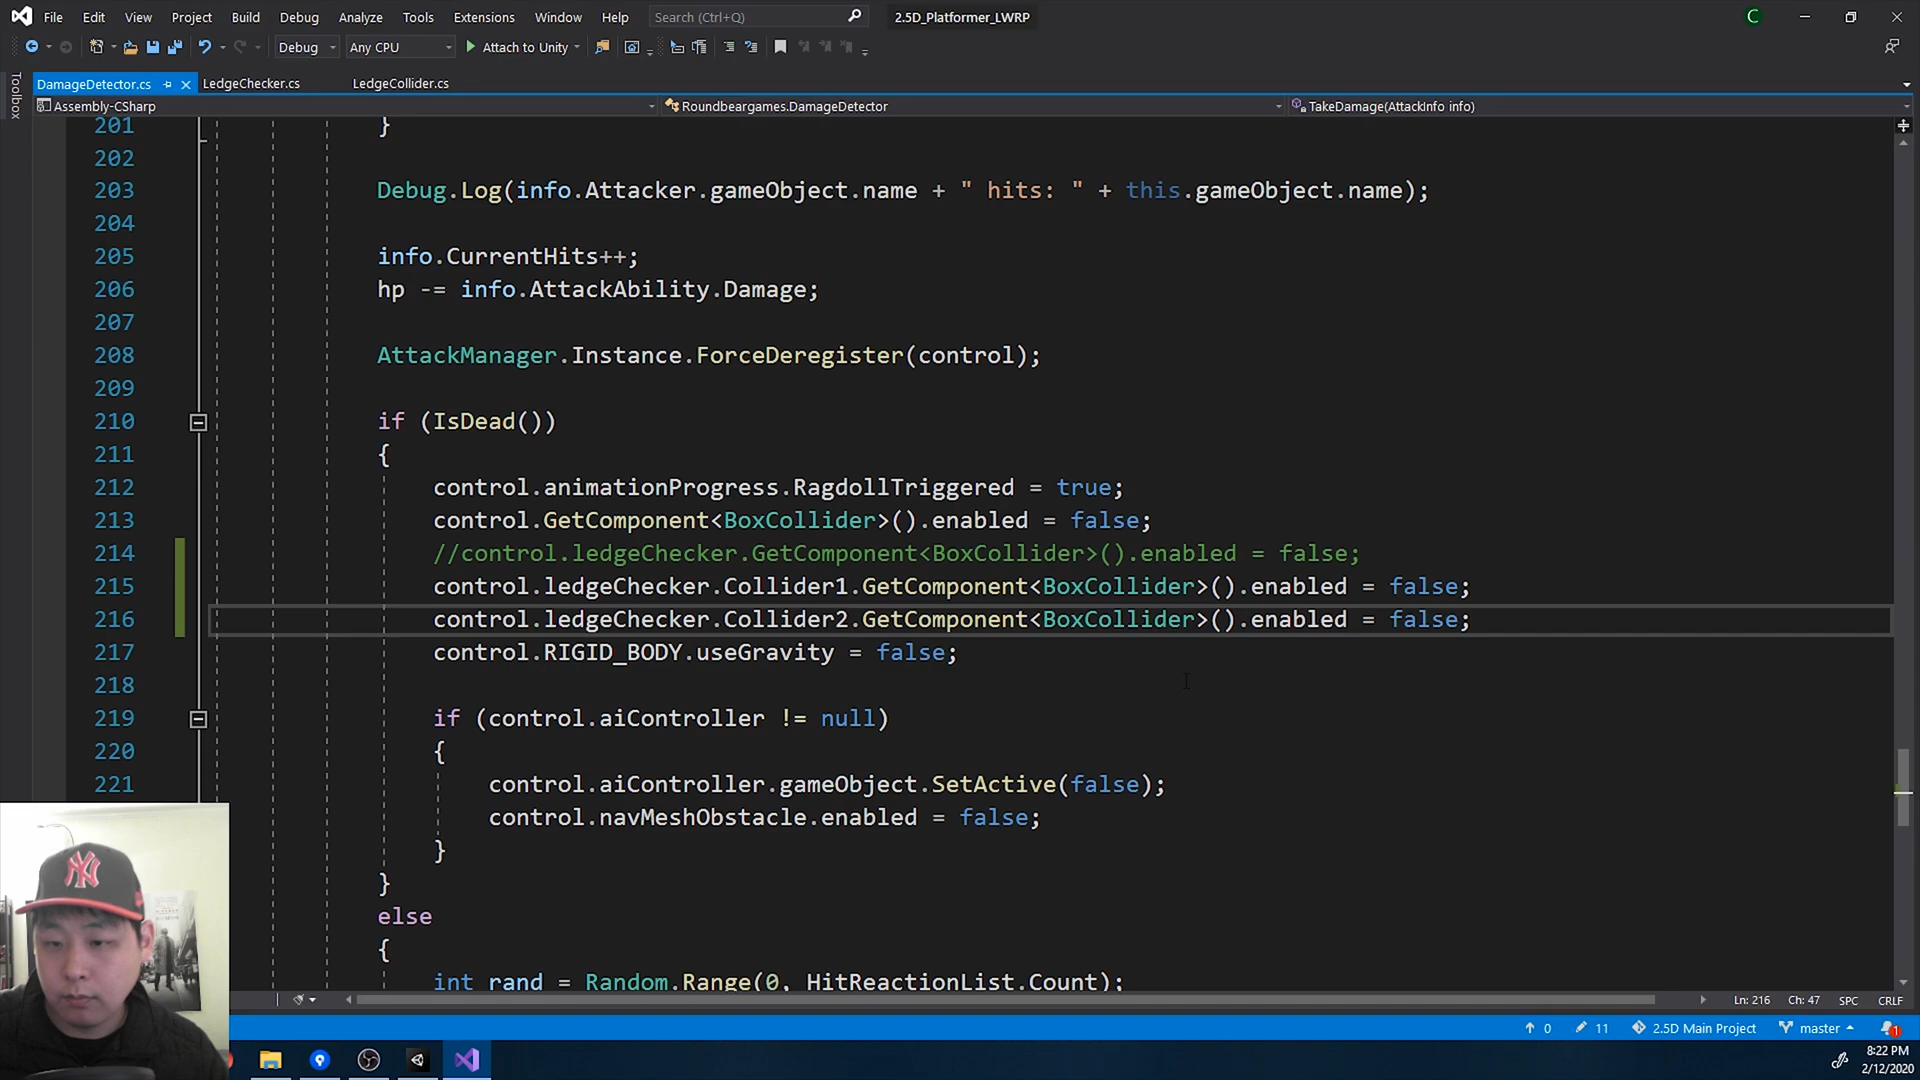 File Edit View Project Build Debug Analyze Tools Extensions Window Help Search (Ctrl+Q) 2.5D_Platformer_LWRP C
Debug Any CPU Attach to Unity
Toolbox
DamageDetector.cs LedgeChecker.cs LedgeCollider.cs
Assembly-CSharp Roundbeargames.DamageDetector TakeDamage(AttackInfo info)
201 }
202
203 Debug.Log(info.Attacker.gameObject.name + " hits: " + this.gameObject.name);
204
205 info.CurrentHits++;
206 hp -= info.AttackAbility.Damage;
207
208 AttackManager.Instance.ForceDeregister(control);
209
210 if (IsDead())
211 {
212 control.animationProgress.RagdollTriggered = true;
213 control.GetComponent<BoxCollider>().enabled = false;
214 //control.ledgeChecker.GetComponent<BoxCollider>().enabled = false;
215 control.ledgeChecker.Collider1.GetComponent<BoxCollider>().enabled = false;
216 control.ledgeChecker.Collider2.GetComponent<BoxCollider>().enabled = false;
217 control.RIGID_BODY.useGravity = false;
218
219 if (control.aiController != null)
220 {
221 control.aiController.gameObject.SetActive(false);
control.navMeshObstacle.enabled = false;
}
}
else
{
int rand = Random.Range(0, HitReactionList.Count);
Ln: 216 Ch: 47 SPC CRLF
0 11 2.5D Main Project master 1
8:22 PM
2/12/2020